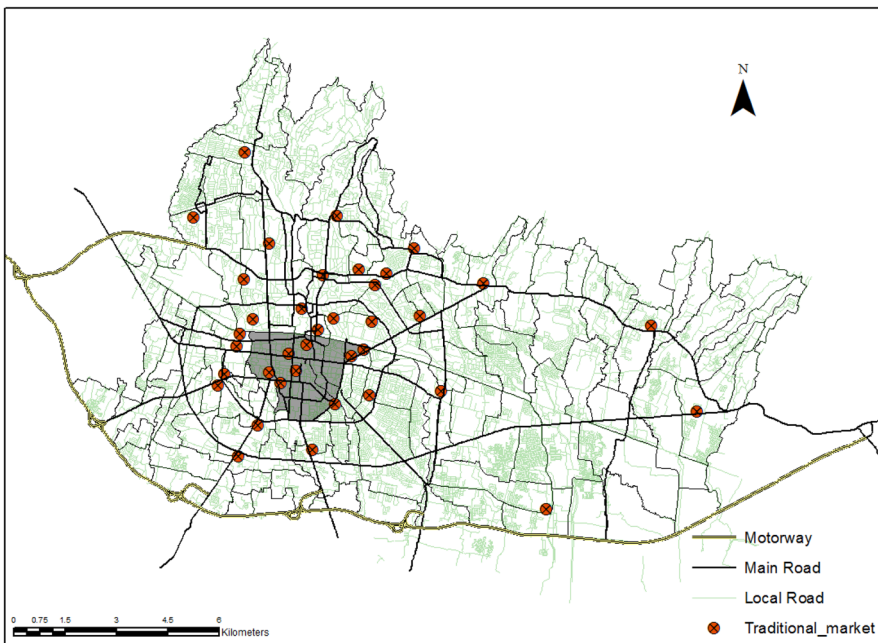 N
Motorway
Main Road
Local Road
Traditional_market
0 0.75 1.5 3 4.5 6
Kilometers